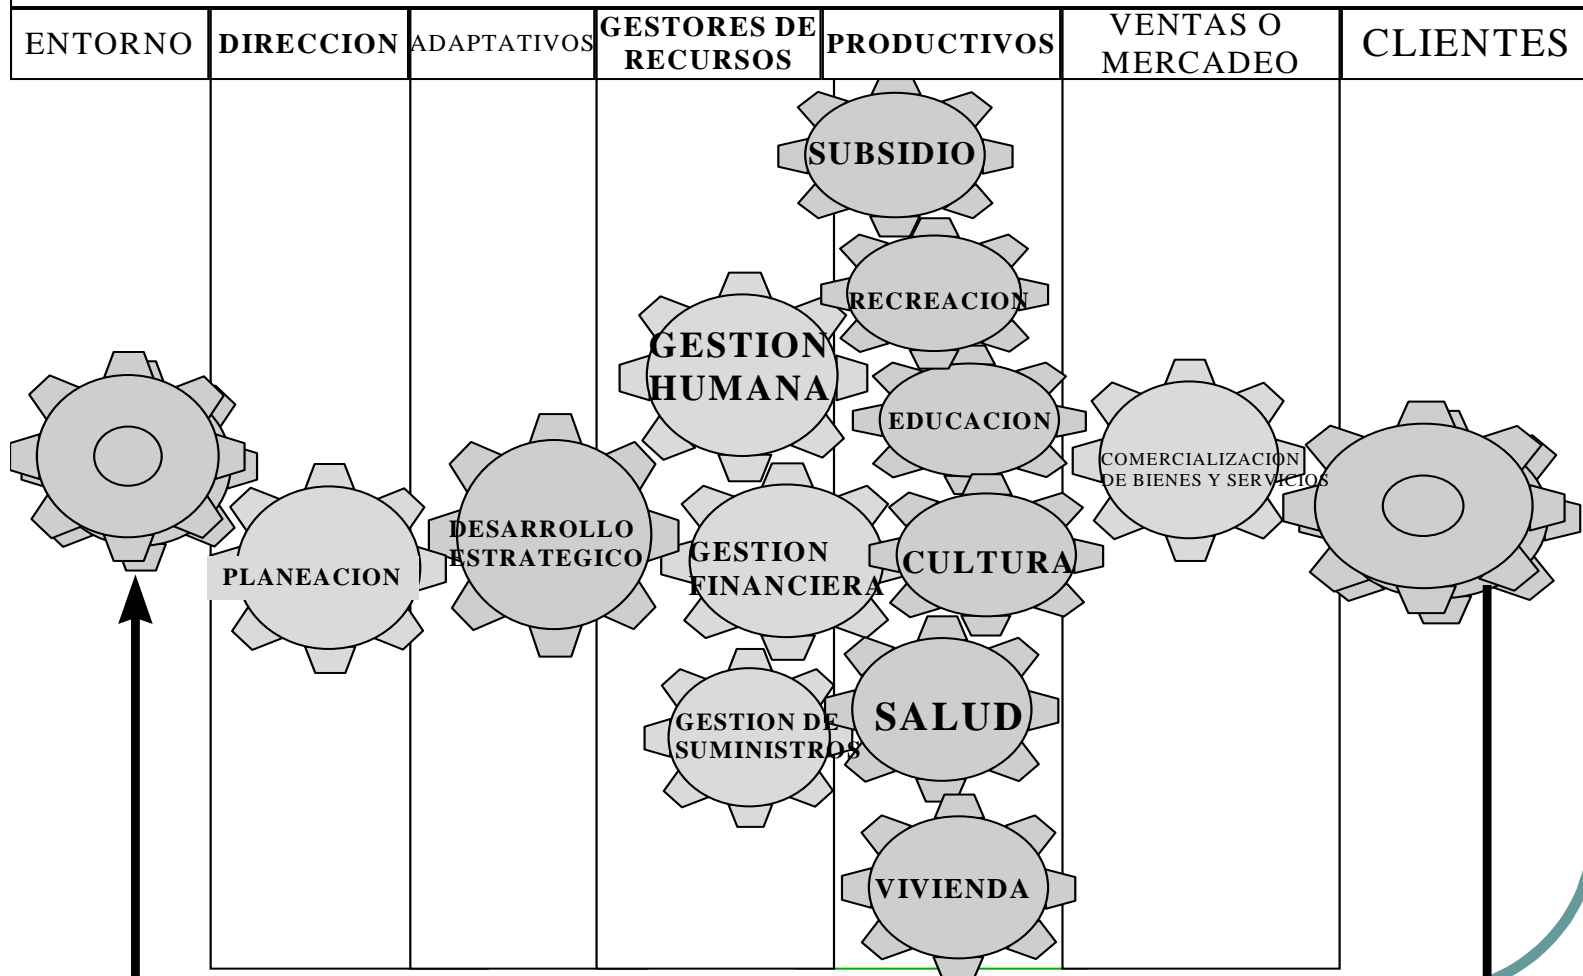 ENTORNO
DIRECCION
ADAPTATIVOS
GESTORES DE
RECURSOS
PRODUCTIVOS
VENTAS O
MERCADEO
CLIENTES
SUBSIDIO
RECREACION
GESTION
HUMANA
EDUCACION
COMERCIALIZACION
DE BIENES Y SERVICIOS
DESARROLLO
ESTRATEGICO
GESTION
FINANCIERA
CULTURA
PLANEACION
GESTION DE
SUMINISTROS
SALUD
VIVIENDA